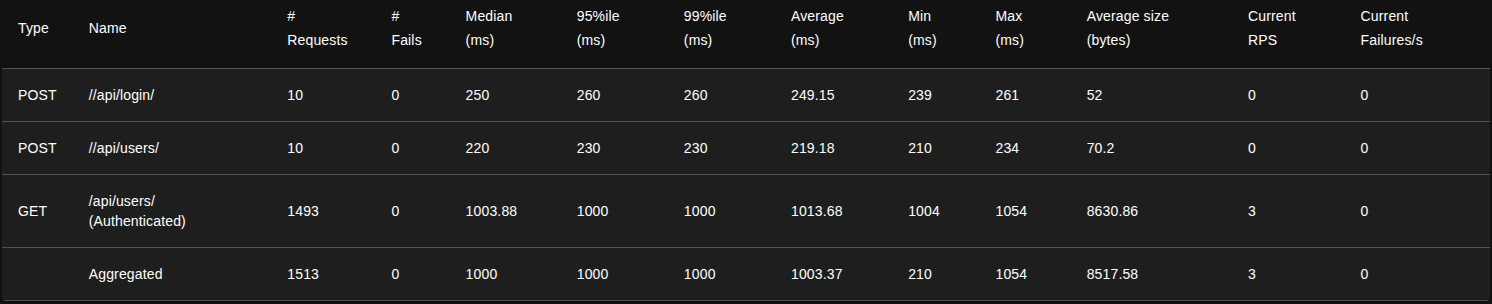 Type Name # Requests # Fails Median (ms) 95%ile (ms) 99%ile (ms) Average (ms) Min (ms) Max (ms) Average size (bytes) Current RPS Current Failures/s
POST //api/login/ 10 0 250 260 260 249.15 239 261 52 0 0
POST //api/users/ 10 0 220 230 230 219.18 210 234 70.2 0 0
GET /api/users/ (Authenticated) 1493 0 1003.88 1000 1000 1013.68 1004 1054 8630.86 3 0
Aggregated 1513 0 1000 1000 1000 1003.37 210 1054 8517.58 3 0